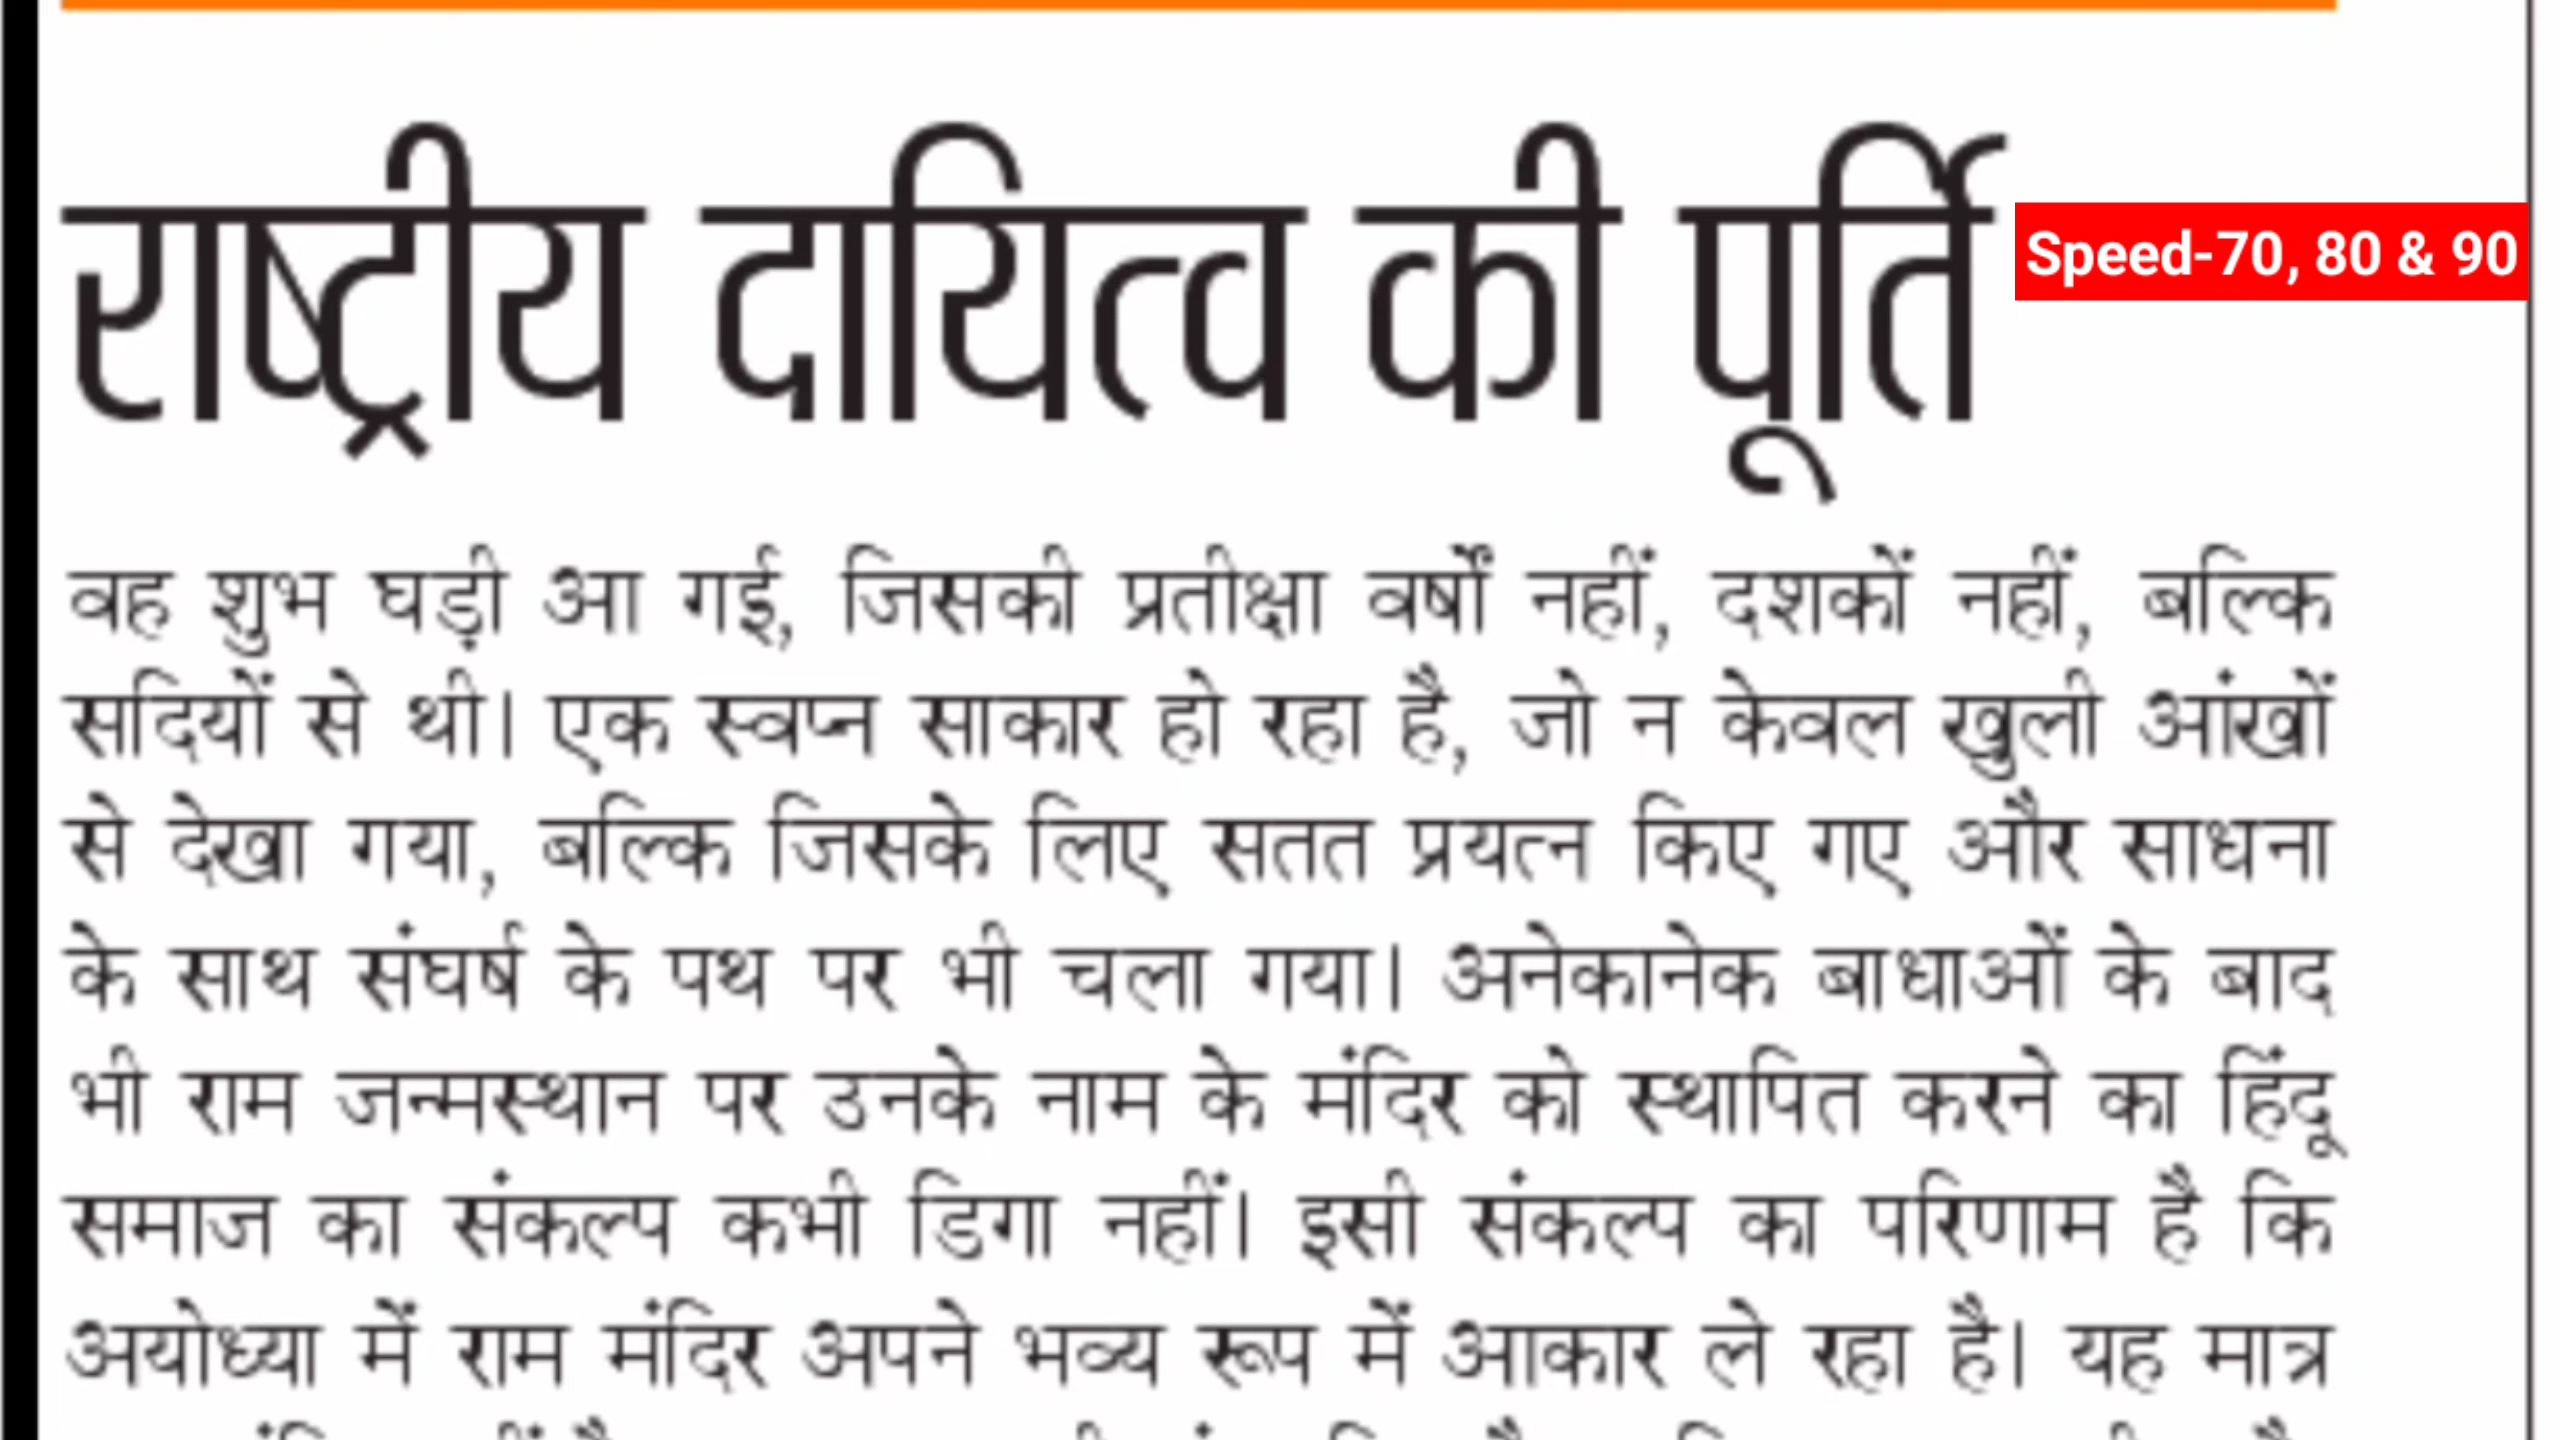 राष्ट्रीय दायित्व की पूर्ति
Speed-70, 80 & 90
वह शुभ घड़ी आ गई, जिसकी प्रतीक्षा वर्षों नहीं, दशकों नहीं, बल्कि
सदियों से थी। एक स्वप्न साकार हो रहा है, जो न केवल खुली आंखों
से देखा गया, बल्कि जिसके लिए सतत प्रयत्न किए गए और साधना
के साथ संघर्ष के पथ पर भी चला गया। अनेकानेक बाधाओं के बाद
भी राम जन्मस्थान पर उनके नाम के मंदिर को स्थापित करने का हिंदू
समाज का संकल्प कभी डिगा नहीं। इसी संकल्प का परिणाम है कि
अयोध्या में राम मंदिर अपने भव्य रूप में आकार ले रहा है। यह मात्र